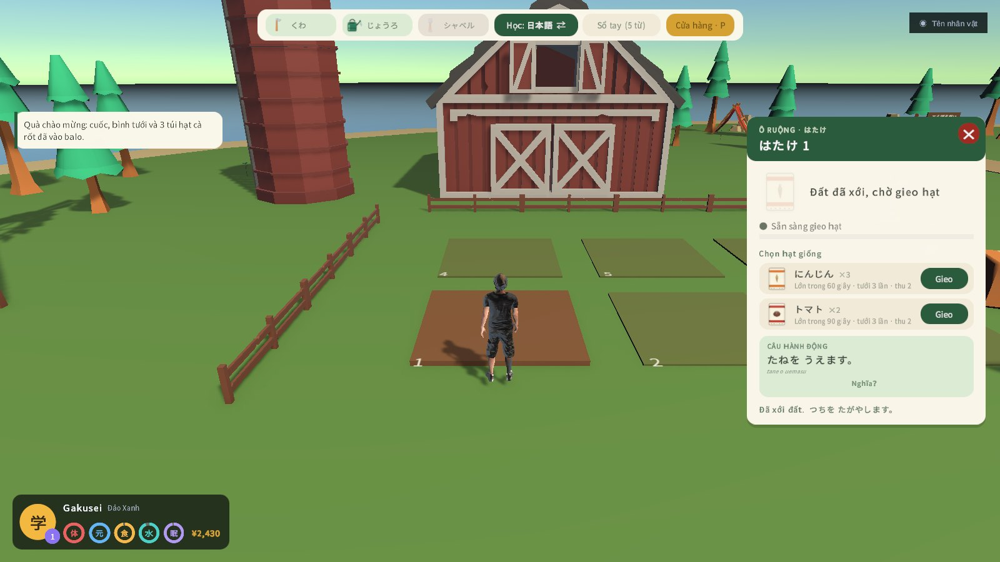 くわ
じょうろ
シャベル
Học: 日本語 ⇄
Sổ tay (5 từ)
Cửa hàng · P
Tên nhân vật
Quà chào mừng: cuốc, bình tưới và 3 túi hạt cà
rốt đã vào balo.
Ô RUỘNG · はたけ
はたけ 1
Đất đã xới, chờ gieo hạt
Sẵn sàng gieo hạt
Chọn hạt giống
にんじん ×3
Lớn trong 60 giây · tưới 3 lần · thu 2
Gieo
トマト ×2
Lớn trong 90 giây · tưới 3 lần · thu 2
Gieo
CÂU HÀNH ĐỘNG
たねを うえます。
tane o uemasu
Nghĩa?
Đã xới đất. つちを たがやします。
4
5
1
2
学
1
Gakusei Đảo Xanh
体 元 食 水 眠 ¥2,430